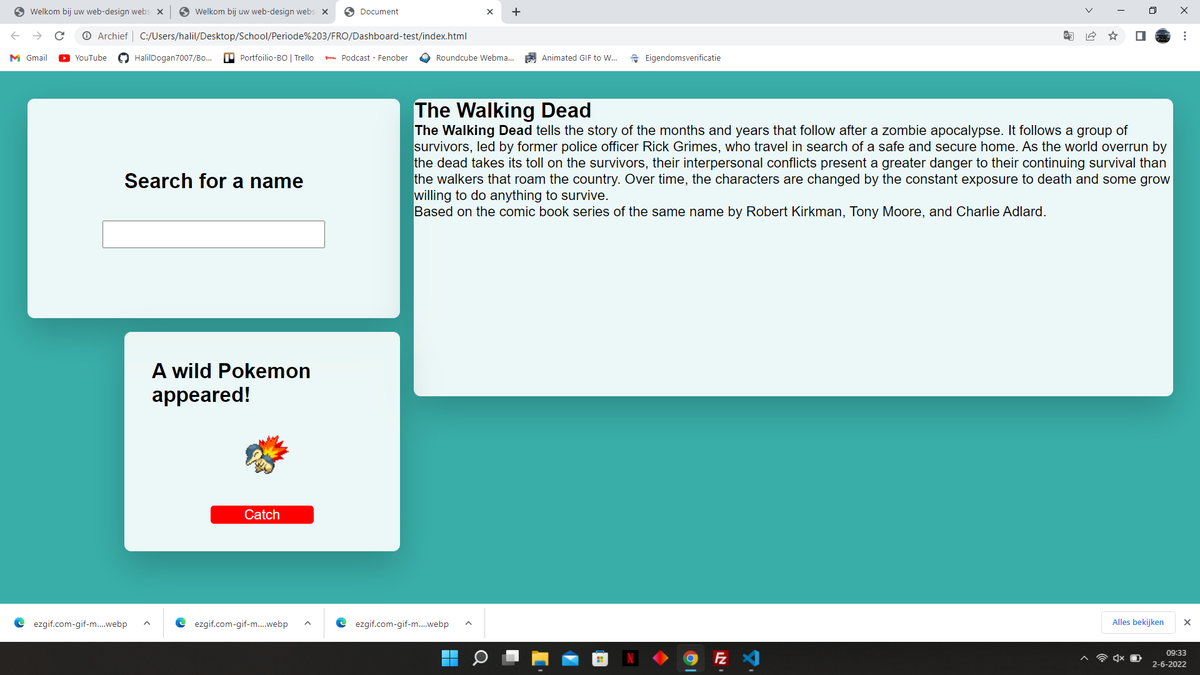 Welkom bij uw web-design webs
Welkom bij uw web-design webs
Document
Archief
C:/Users/halil/Desktop/School/Periode%203/FRO/Dashboard-test/index.html
Gmail
YouTube
HalilDogan7007/Bo...
Portfoilio-BO | Trello
Podcast - Fenober
Roundcube Webma...
Animated GIF to W...
Eigendomsverificatie
Search for a name
The Walking Dead
The Walking Dead tells the story of the months and years that follow after a zombie apocalypse. It follows a group of
survivors, led by former police officer Rick Grimes, who travel in search of a safe and secure home. As the world overrun by
the dead takes its toll on the survivors, their interpersonal conflicts present a greater danger to their continuing survival than
the walkers that roam the country. Over time, the characters are changed by the constant exposure to death and some grow
willing to do anything to survive.
Based on the comic book series of the same name by Robert Kirkman, Tony Moore, and Charlie Adlard.
A wild Pokemon
appeared!
Catch
ezgif.com-gif-m....webp
ezgif.com-gif-m....webp
ezgif.com-gif-m....webp
Alles bekijken
09:33
2-6-2022